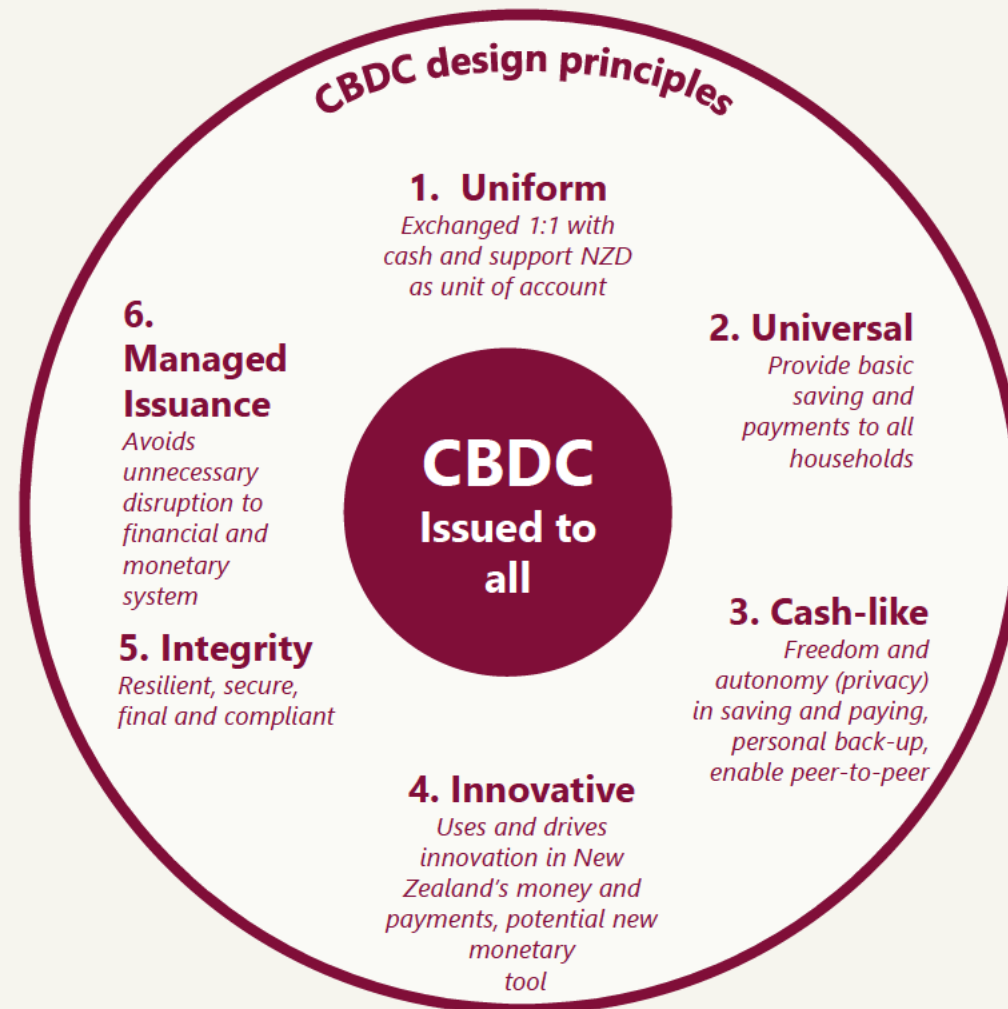 CBDC design principles
1. Uniform
Exchanged 1:1 with
cash and support NZD
as unit of account
2. Universal
Provide basic
saving and
payments to all
households
3. Cash-like
Freedom and
autonomy (privacy)
in saving and paying,
personal back-up,
enable peer-to-peer
4. Innovative
Uses and drives
innovation in New
Zealand's money and
payments, potential new
monetary
tool
5. Integrity
Resilient, secure,
final and compliant
6.
Managed
Issuance
Avoids
unnecessary
disruption to
financial and
monetary
system
CBDC
Issued to
all